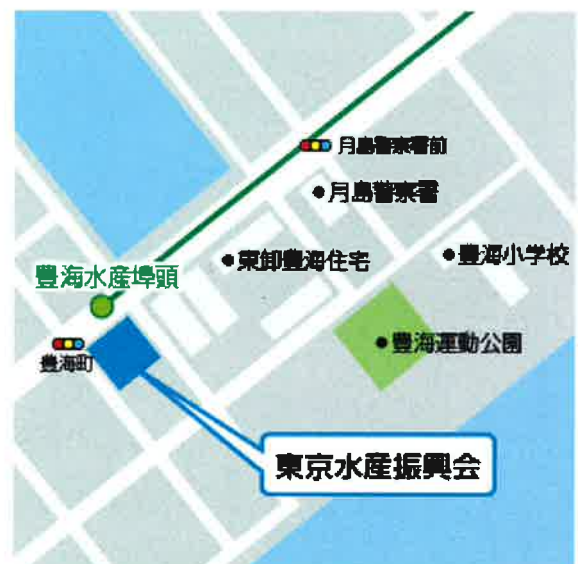 月島警察署前
月島警察署
東卸豊海住宅
豊海小学校
豊海水産埠頭
豊海運動公園
豊海町
東京水産振興会